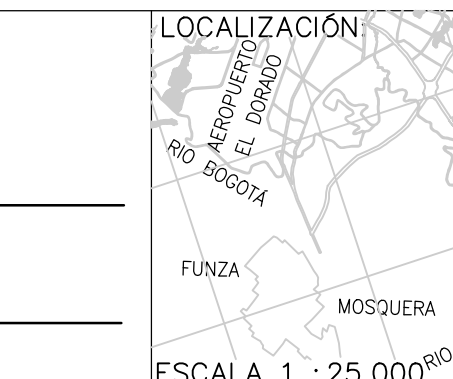 LOCALIZACIÓN:
AEROPUERTO
EL DORADO
RIO BOGOTÁ
FUNZA
MOSQUERA
ESCALA 1 : 25.000
RIO